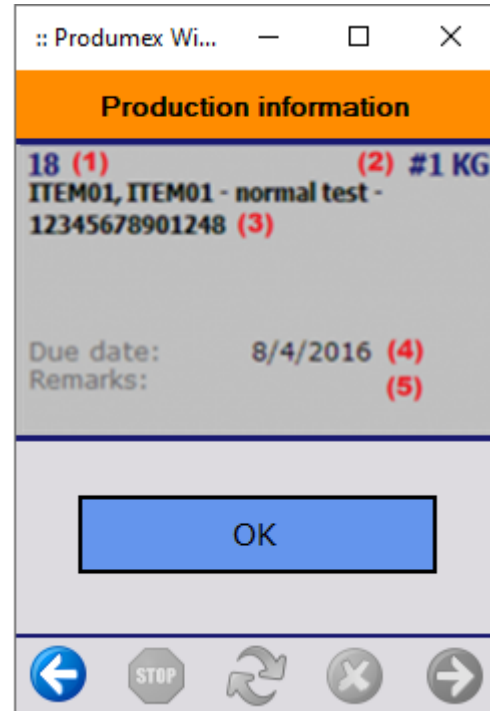 :: Produmex Wi...
Production information
18 (1) (2) #1 KG
ITEM01, ITEM01 - normal test -
12345678901248 (3)
Due date: 8/4/2016 (4)
Remarks: (5)
OK
STOP